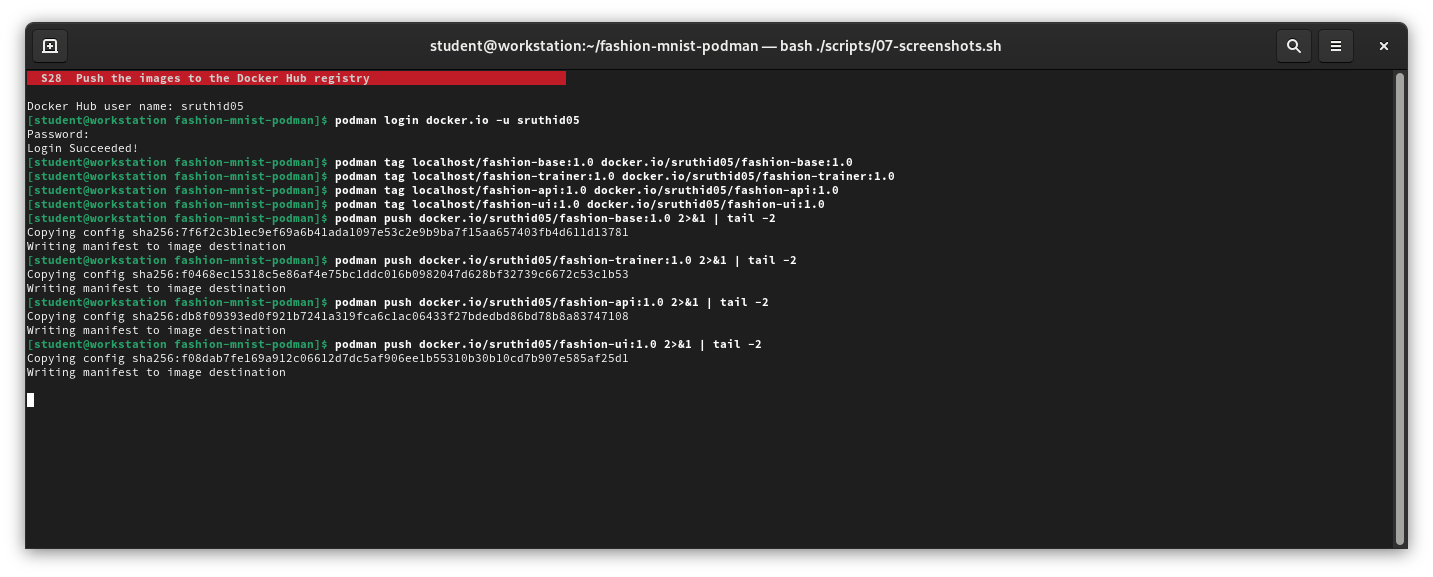 student@workstation:~/fashion-mnist-podman — bash ./scripts/07-screenshots.sh
S28  Push the images to the Docker Hub registry
Docker Hub user name: sruthid05
[student@workstation fashion-mnist-podman]$ podman login docker.io -u sruthid05
Password:
Login Succeeded!
[student@workstation fashion-mnist-podman]$ podman tag localhost/fashion-base:1.0 docker.io/sruthid05/fashion-base:1.0
[student@workstation fashion-mnist-podman]$ podman tag localhost/fashion-trainer:1.0 docker.io/sruthid05/fashion-trainer:1.0
[student@workstation fashion-mnist-podman]$ podman tag localhost/fashion-api:1.0 docker.io/sruthid05/fashion-api:1.0
[student@workstation fashion-mnist-podman]$ podman tag localhost/fashion-ui:1.0 docker.io/sruthid05/fashion-ui:1.0
[student@workstation fashion-mnist-podman]$ podman push docker.io/sruthid05/fashion-base:1.0 2>&1 | tail -2
Copying config sha256:7f6f2c3b1ec9ef69a6b41ada1097e53c2e9b9ba7f15aa657403fb4d611d13781
Writing manifest to image destination
[student@workstation fashion-mnist-podman]$ podman push docker.io/sruthid05/fashion-trainer:1.0 2>&1 | tail -2
Copying config sha256:f0468ec15318c5e86af4e75bc1ddc016b0982047d628bf32739c6672c53c1b53
Writing manifest to image destination
[student@workstation fashion-mnist-podman]$ podman push docker.io/sruthid05/fashion-api:1.0 2>&1 | tail -2
Copying config sha256:db8f09393ed0f921b7241a319fca6c1ac06433f27bdedbd86bd78b8a83747108
Writing manifest to image destination
[student@workstation fashion-mnist-podman]$ podman push docker.io/sruthid05/fashion-ui:1.0 2>&1 | tail -2
Copying config sha256:f08dab7fe169a912c06612d7dc5af906ee1b55310b30b10cd7b907e585af25d1
Writing manifest to image destination